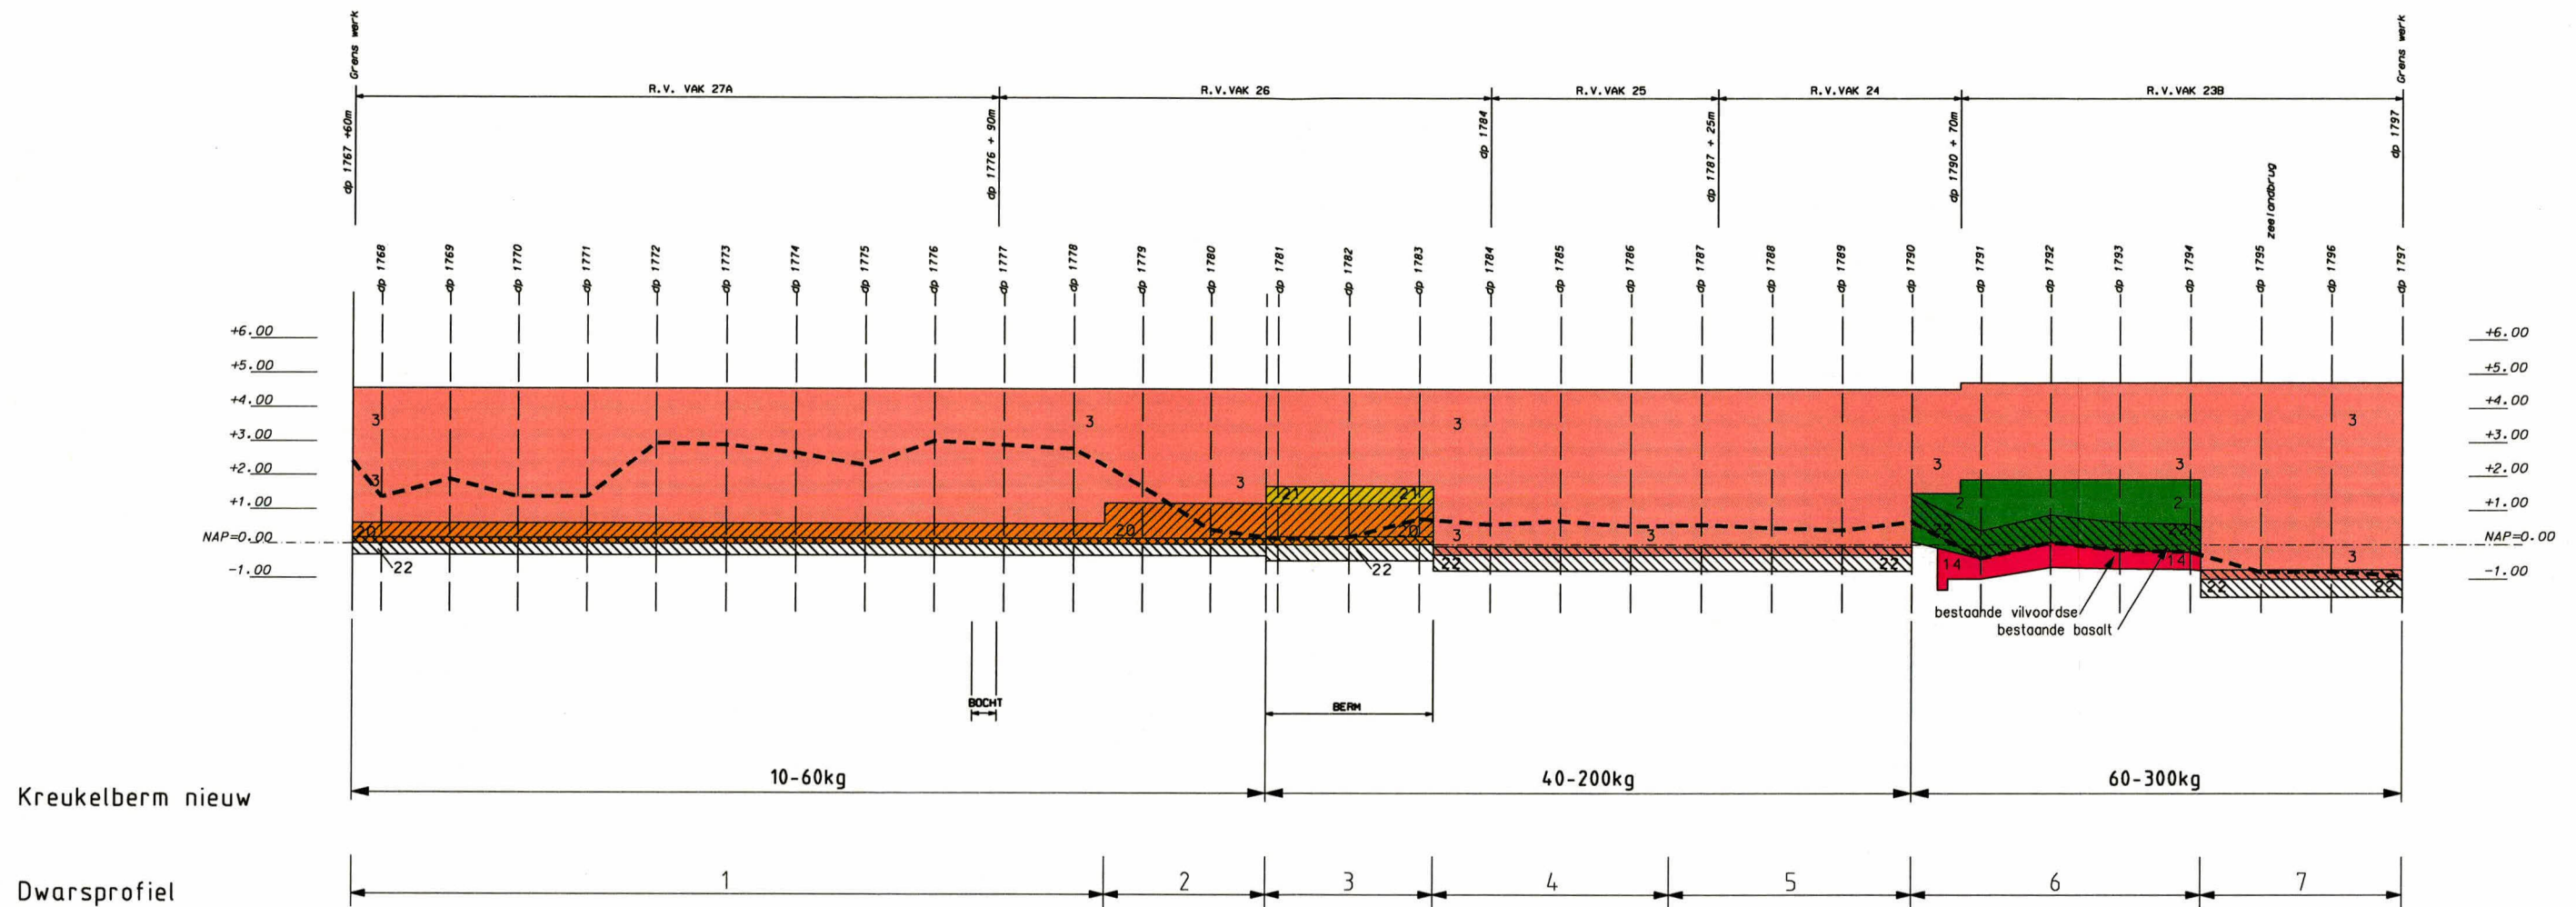 Grens werk
Grens werk
R.V. VAK 27A
R.V.VAK 26
R.V.VAK 25
R.V.VAK 24
R.V.VAK 23B
dp 1767 +60m
dp 1776 + 90m
dp 1784
dp 1787 + 25m
dp 1790 + 70m
dp 1797
zeelandbrug
dp 1768
dp 1769
dp 1770
dp 1771
dp 1772
dp 1773
dp 1774
dp 1775
dp 1776
dp 1777
dp 1778
dp 1779
dp 1780
dp 1781
dp 1782
dp 1783
dp 1784
dp 1785
dp 1786
dp 1787
dp 1788
dp 1789
dp 1790
dp 1791
dp 1792
dp 1793
dp 1794
dp 1795
dp 1796
dp 1797
+6.00 +6.00
+5.00 +5.00
+4.00 +4.00
3 3 3 3
+3.00 +3.00
3 3
+2.00 +2.00
3 3
21 21
+1.00 2 2 +1.00
20 20 20 3 3 22 22
NAP=0.00 NAP=0.00
3
22 22 22 22 14 14
-1.00 -1.00
22 22
bestaande vilvoordse
bestaande basalt
BOCHT
BERM
Kreukelberm nieuw 10-60kg 40-200kg 60-300kg
Dwarsprofiel 1 2 3 4 5 6 7